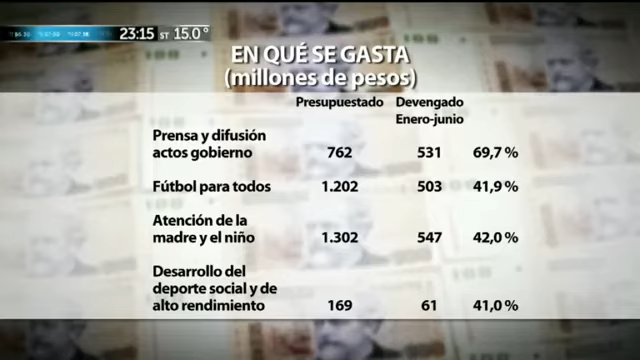 23:15 ST 15.0°
EN QUÉ SE GASTA
(millones de pesos)
Presupuestado Devengado
Enero-junio
Prensa y difusión
actos gobierno 762 531 69,7 %
Fútbol para todos 1.202 503 41,9 %
Atención de la
madre y el niño 1.302 547 42,0 %
Desarrollo del
deporte social y de
alto rendimiento 169 61 41,0 %